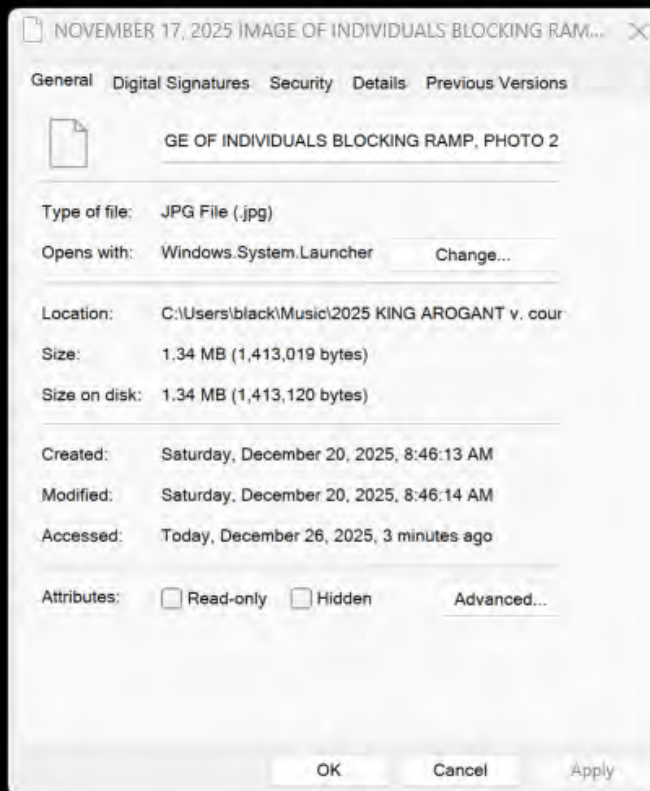 NOVEMBER 17, 2025 IMAGE OF INDIVIDUALS BLOCKING RAM...
General Digital Signatures Security Details Previous Versions
GE OF INDIVIDUALS BLOCKING RAMP, PHOTO 2
Type of file: JPG File (.jpg)
Opens with: Windows.System.Launcher Change...
Location: C:\Users\black\Music\2025 KING AROGANT v. cour
Size: 1.34 MB (1,413,019 bytes)
Size on disk: 1.34 MB (1,413,120 bytes)
Created: Saturday, December 20, 2025, 8:46:13 AM
Modified: Saturday, December 20, 2025, 8:46:14 AM
Accessed: Today, December 26, 2025, 3 minutes ago
Attributes: Read-only Hidden Advanced...
OK Cancel Apply